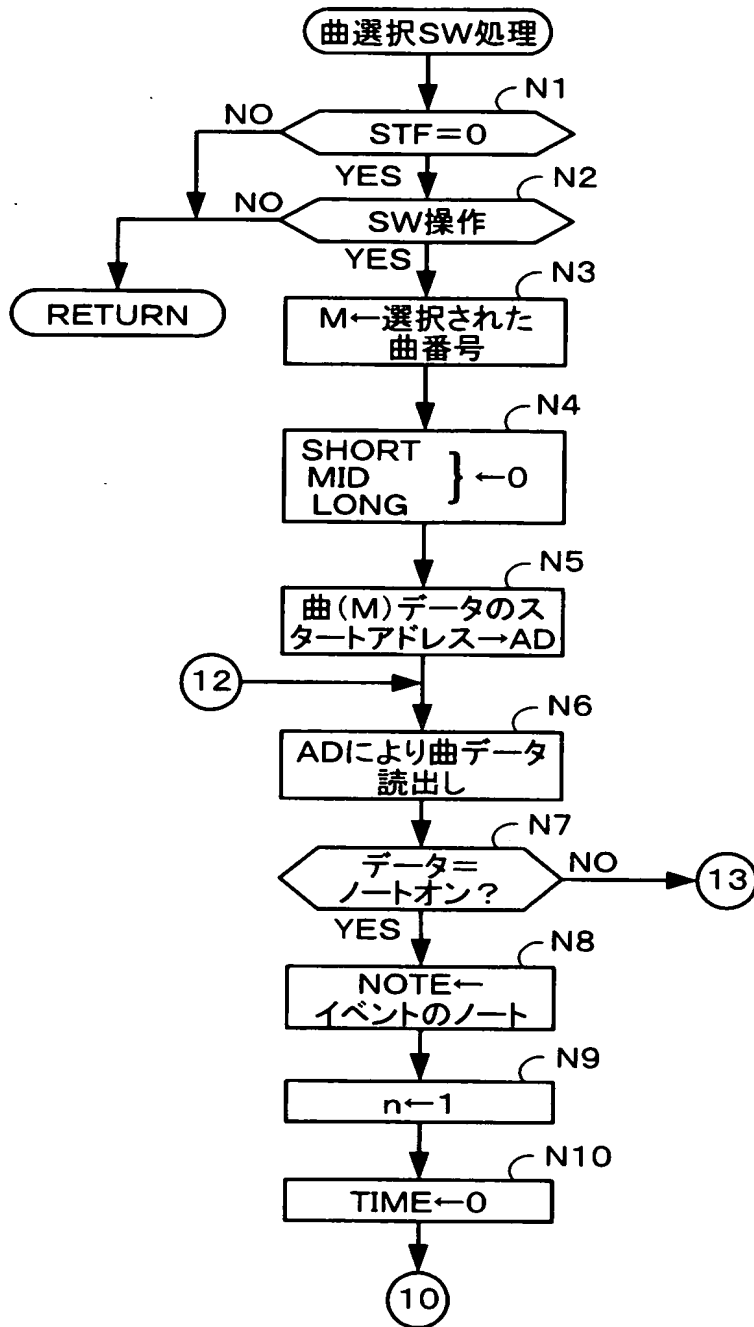 曲選択SW処理
N1
NO
STF=0
YES
N2
NO
SW操作
YES
N3
RETURN
M←選択された
曲番号
N4
SHORT
MID
LONG
} ←0
N5
曲(M)データのス
タートアドレス→AD
12
N6
ADにより曲データ
読出し
N7
データ=
ノートオン?
NO
13
YES
N8
NOTE←
イベントのノート
N9
n←1
N10
TIME←0
10